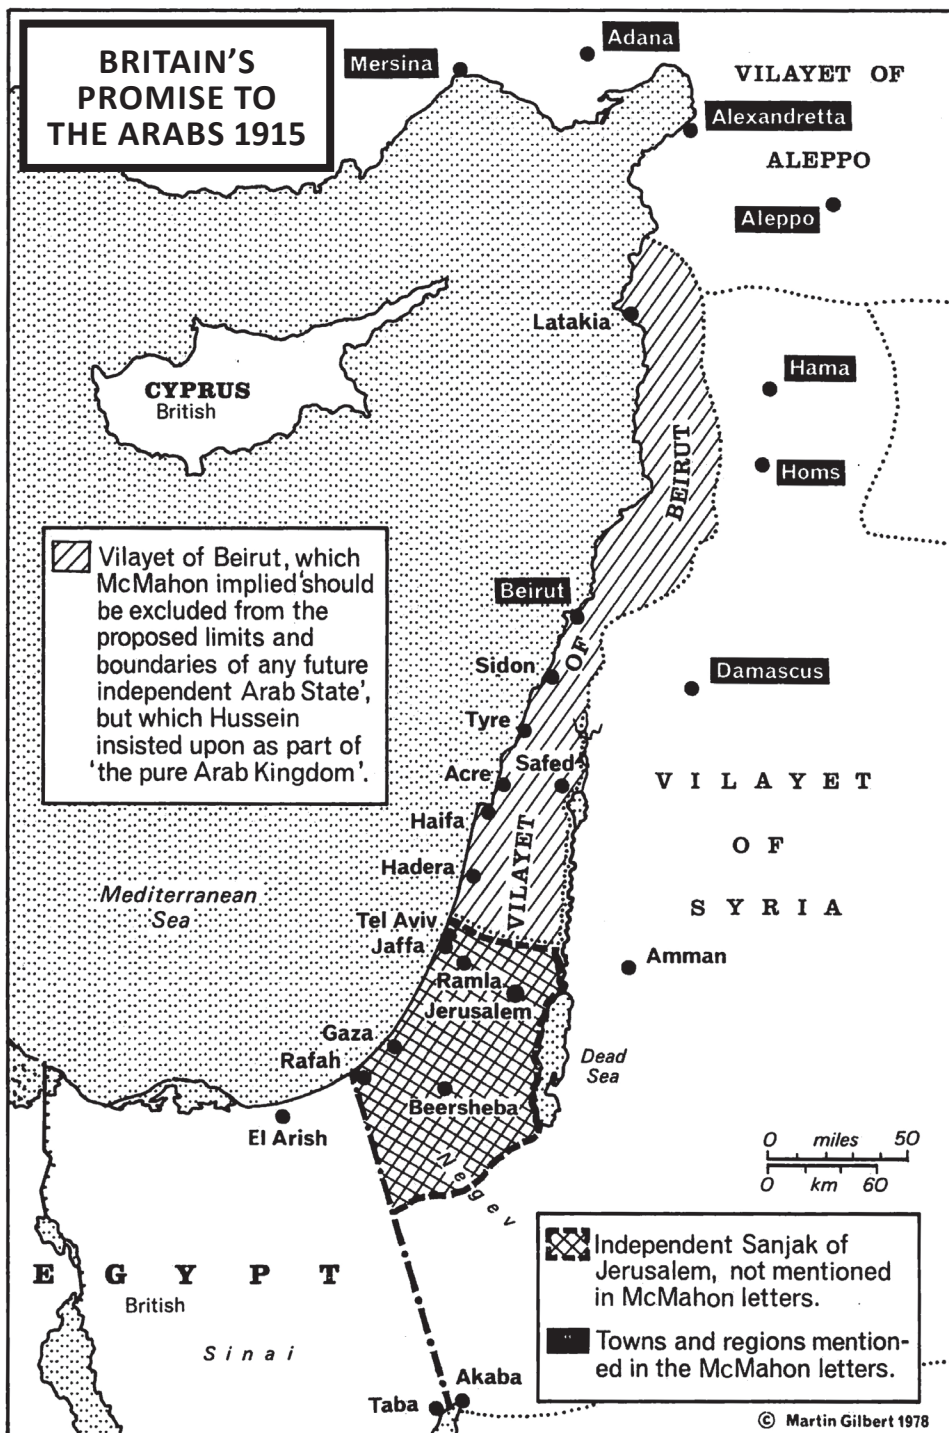 BRITAIN'S
PROMISE TO
THE ARABS 1915
Mersina
Adana
VILAYET OF
ALEPPO
Alexandretta
Aleppo
Latakia
CYPRUS
British
Hama
Homs
BEIRUT
Vilayet of Beirut, which
McMahon implied 'should
be excluded from the
proposed limits and
boundaries of any future
independent Arab State',
but which Hussein
insisted upon as part of
'the pure Arab Kingdom'.
Beirut
OF
Sidon
Damascus
Tyre
Safed
Acre
Haifa
VILAYET
VILAYET
OF
SYRIA
Hadera
Mediterranean
Sea
Tel Aviv
Jaffa
Amman
Ramla
Jerusalem
Gaza
Rafah
Dead
Sea
Beersheba
El Arish
Negev
0 miles 50
0 km 60
EGYPT
British
Sinai
Independent Sanjak of
Jerusalem, not mentioned
in McMahon letters.
Towns and regions mention-
ed in the McMahon letters.
Akaba
Taba
© Martin Gilbert 1978